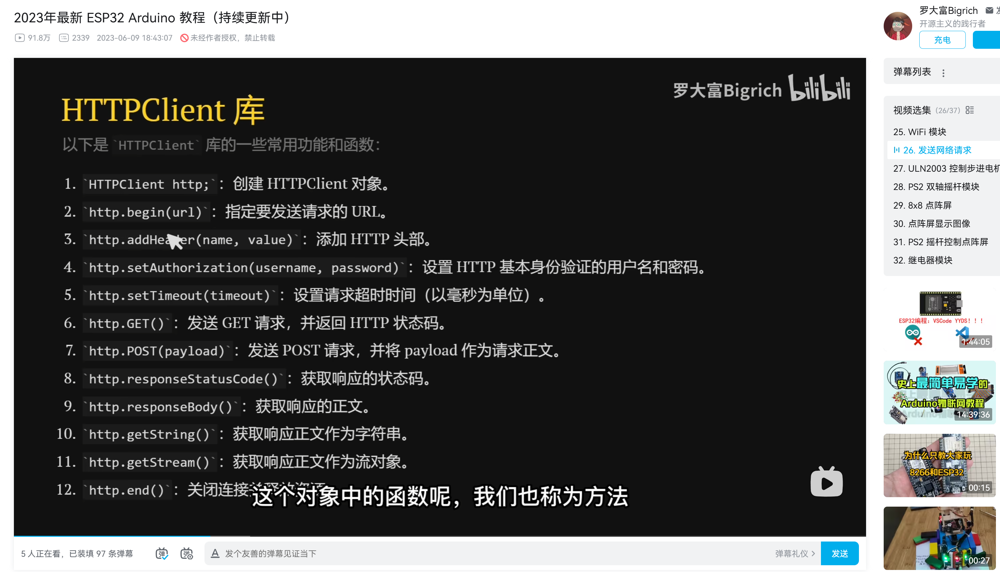 2023年最新 ESP32 Arduino 教程（持续更新中）
91.8万 2339 2023-06-09 18:43:07 未经作者授权，禁止转载
罗大富Bigrich
开源主义的践行者
充电
罗大富Bigrich bilibili
HTTPClient 库
以下是 `HTTPClient` 库的一些常用功能和函数：
1. `HTTPClient http;`：创建 HTTPClient 对象。
2. `http.begin(url)`：指定要发送请求的 URL。
3. `http.addHeader(name, value)`：添加 HTTP 头部。
4. `http.setAuthorization(username, password)`：设置 HTTP 基本身份验证的用户名和密码。
5. `http.setTimeout(timeout)`：设置请求超时时间（以毫秒为单位）。
6. `http.GET()`：发送 GET 请求，并返回 HTTP 状态码。
7. `http.POST(payload)`：发送 POST 请求，并将 payload 作为请求正文。
8. `http.responseStatusCode()`：获取响应的状态码。
9. `http.responseBody()`：获取响应的正文。
10. `http.getString()`：获取响应正文作为字符串。
11. `http.getStream()`：获取响应正文作为流对象。
12. `http.end()`：关闭连接
这个对象中的函数呢，我们也称为方法
5 人正在看，已装填 97 条弹幕
发个友善的弹幕见证当下
弹幕礼仪 >
发送
弹幕列表
视频选集 (26/37)
25. WiFi 模块
26. 发送网络请求
27. ULN2003 控制步进电机
28. PS2 双轴摇杆模块
29. 8x8 点阵屏
30. 点阵屏显示图像
31. PS2 摇杆控制点阵屏
32. 继电器模块
ESP32编程：VSCode YYDS！！！
1:44:05
史上最简单易学的
Arduino物联网教程
14:39:36
为什么只教大家玩
8266和ESP32
00:15
00:27